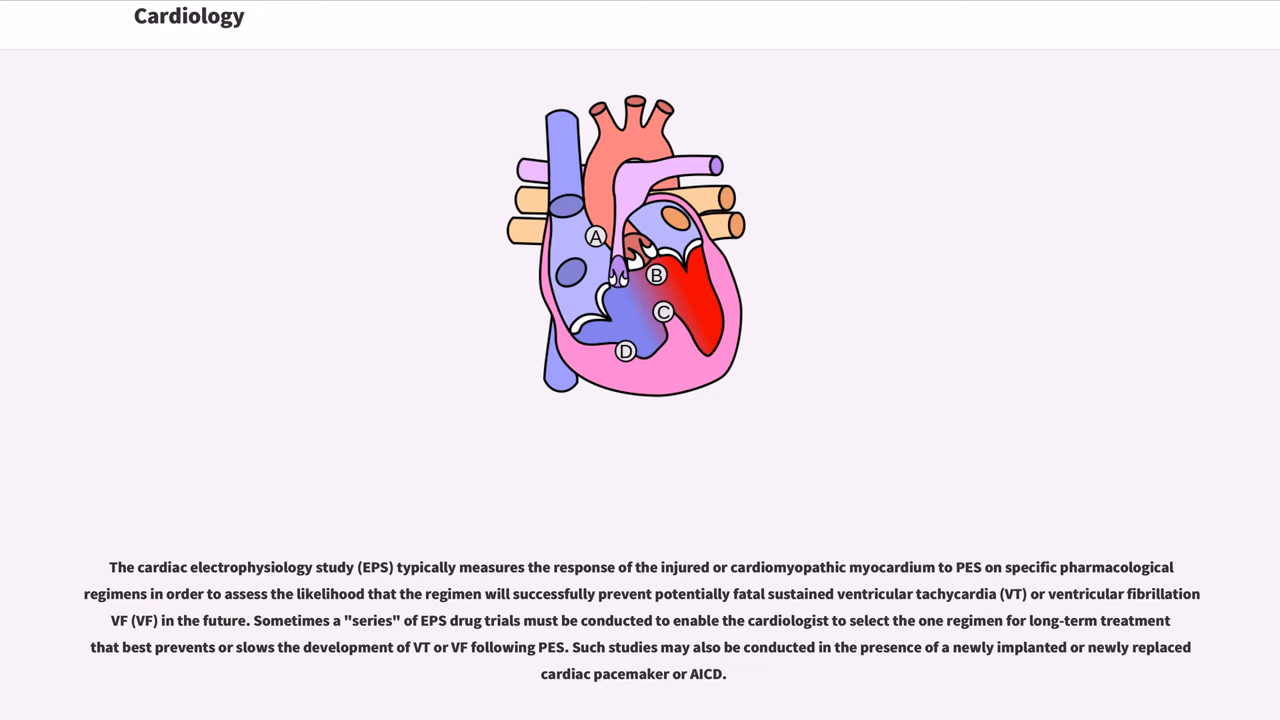 Cardiology
A
B
C
D
The cardiac electrophysiology study (EPS) typically measures the response of the injured or cardiomyopathic myocardium to PES on specific pharmacological
regimens in order to assess the likelihood that the regimen will successfully prevent potentially fatal sustained ventricular tachycardia (VT) or ventricular fibrillation
VF (VF) in the future. Sometimes a "series" of EPS drug trials must be conducted to enable the cardiologist to select the one regimen for long-term treatment
that best prevents or slows the development of VT or VF following PES. Such studies may also be conducted in the presence of a newly implanted or newly replaced
cardiac pacemaker or AICD.